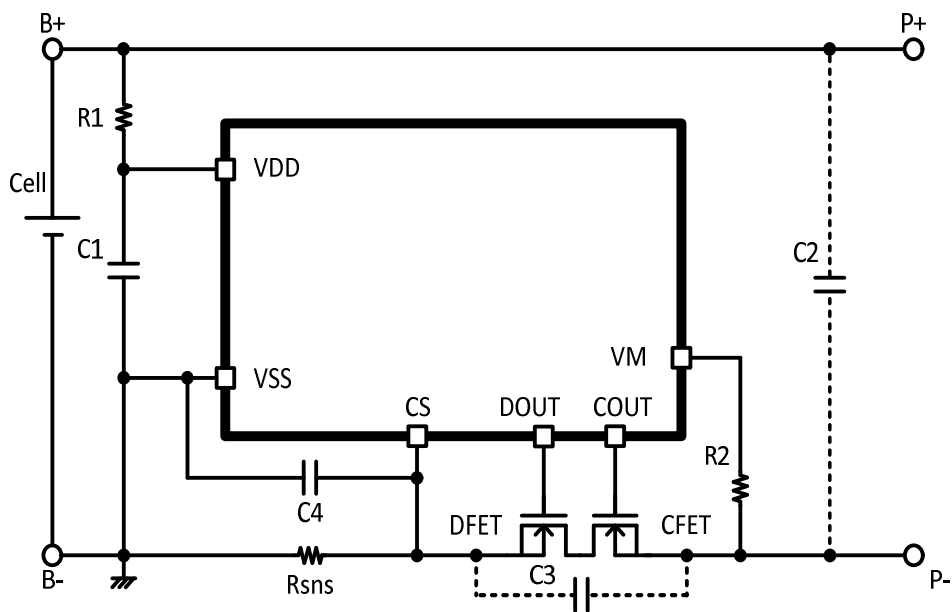 B+
P+
R1
VDD
Cell
C1
C2
VM
VSS
CS
DOUT
COUT
R2
C4
DFET
CFET
B-
Rsns
C3
P-